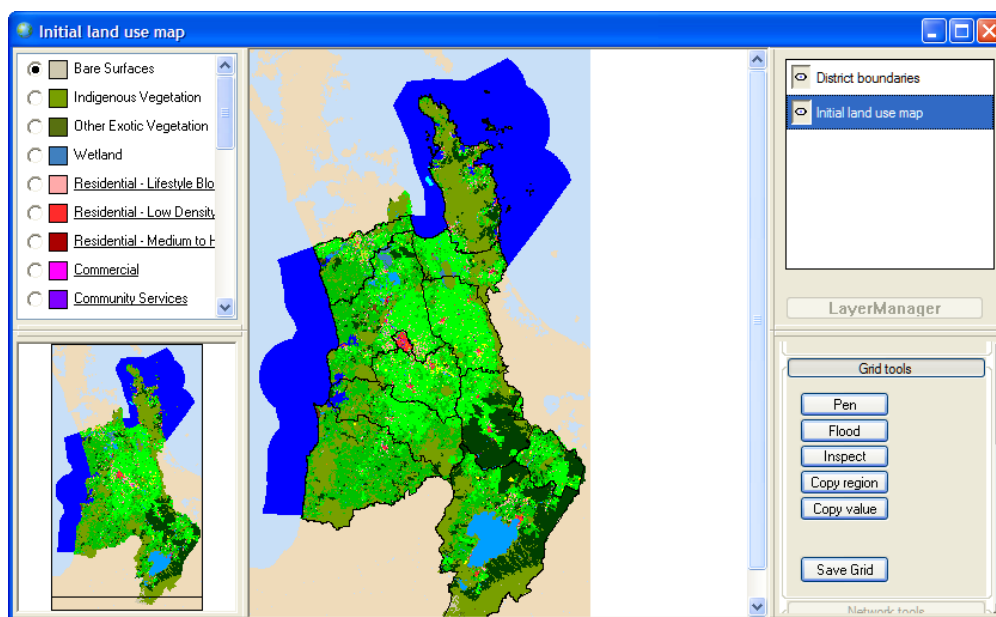 Initial land use map
Bare Surfaces
Indigenous Vegetation
Other Exotic Vegetation
Wetland
Residential - Lifestyle Blo
Residential - Low Density
Residential - Medium to H
Commercial
Community Services
District boundaries
Initial land use map
LayerManager
Grid tools
Pen
Flood
Inspect
Copy region
Copy value
Save Grid
Network tools